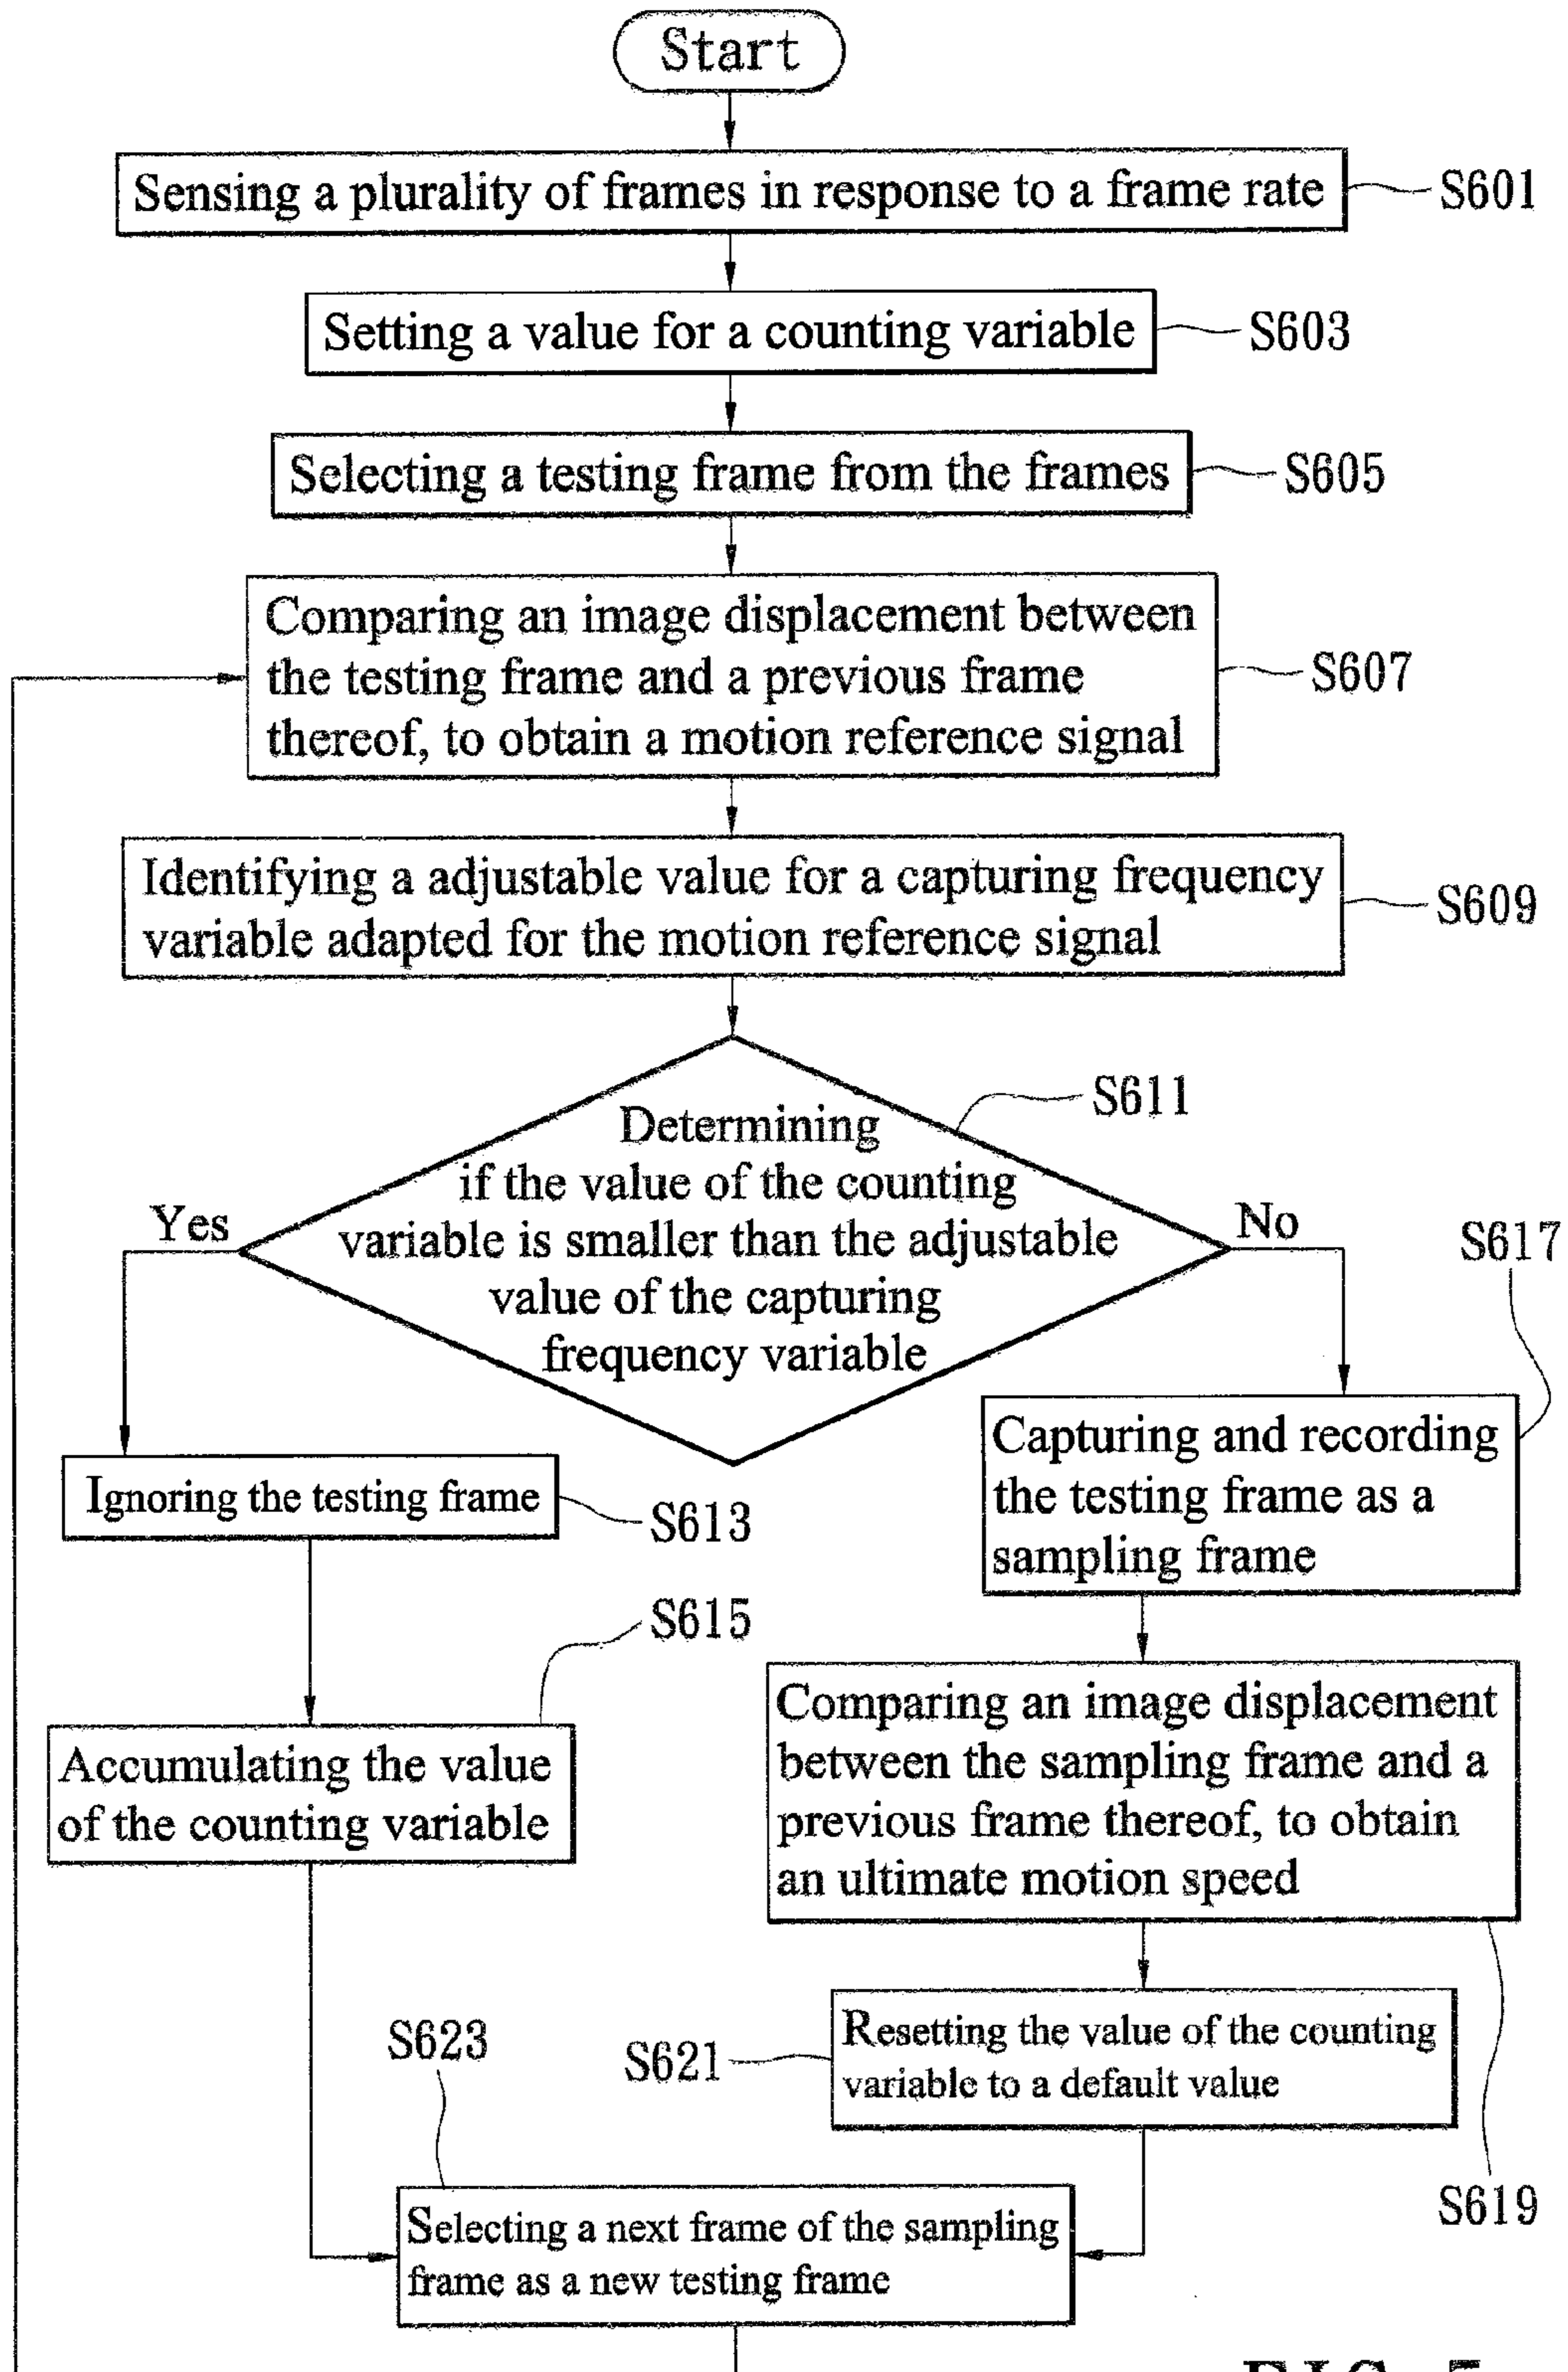 Start
Sensing a plurality of frames in response to a frame rate
S601
Setting a value for a counting variable
S603
Selecting a testing frame from the frames
S605
Comparing an image displacement between
the testing frame and a previous frame
thereof, to obtain a motion reference signal
S607
Identifying a adjustable value for a capturing frequency
variable adapted for the motion reference signal
S609
S611
Determining
if the value of the counting
variable is smaller than the adjustable
value of the capturing
frequency variable
Yes
No
S617
Capturing and recording
the testing frame as a
sampling frame
Ignoring the testing frame
S613
S615
Accumulating the value
of the counting variable
Comparing an image displacement
between the sampling frame and a
previous frame thereof, to obtain
an ultimate motion speed
S619
Resetting the value of the counting
variable to a default value
S621
S623
Selecting a next frame of the sampling
frame as a new testing frame